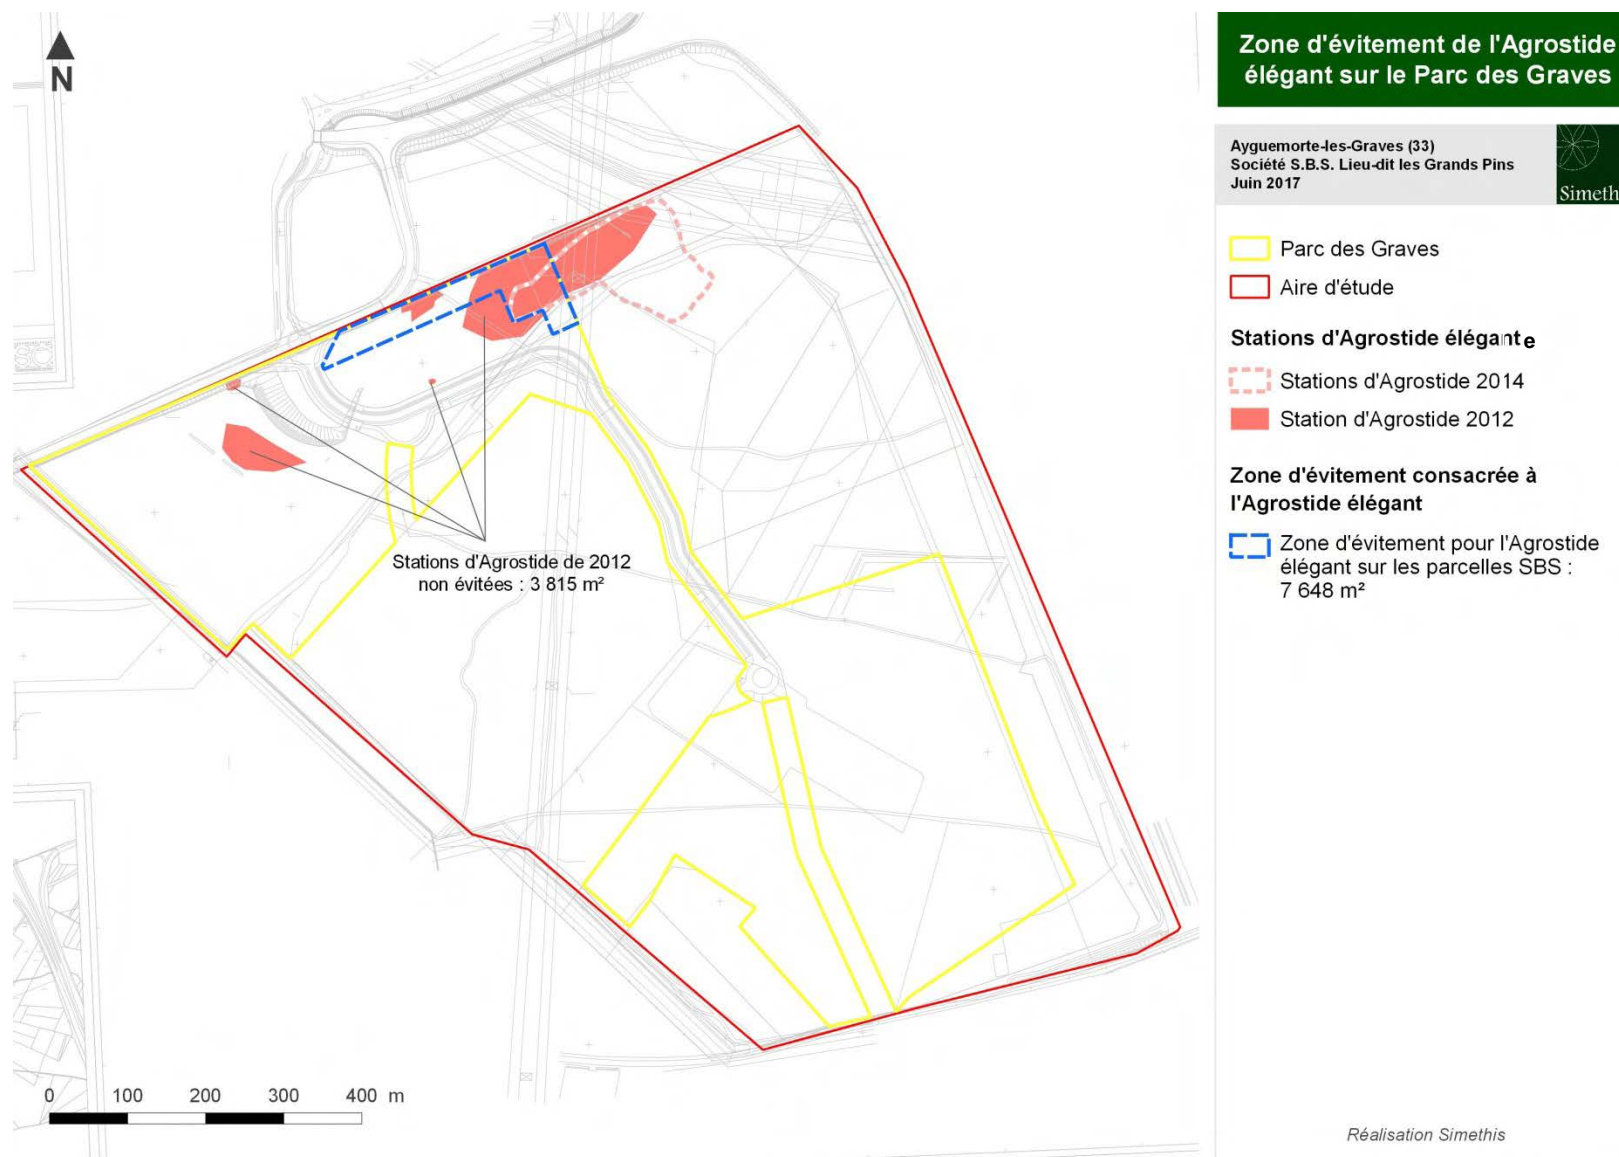 N
Zone d'évitement de l'Agrostide
élégant sur le Parc des Graves
Ayguemorte-les-Graves (33)
Société S.B.S. Lieu-dit les Grands Pins
Juin 2017
Simeth
Parc des Graves
Aire d'étude
Stations d'Agrostide élégante
Stations d'Agrostide 2014
Station d'Agrostide 2012
Zone d'évitement consacrée à
l'Agrostide élégant
Zone d'évitement pour l'Agrostide
élégant sur les parcelles SBS :
7 648 m²
Stations d'Agrostide de 2012
non évitées : 3 815 m²
0 100 200 300 400 m
Réalisation Simethis